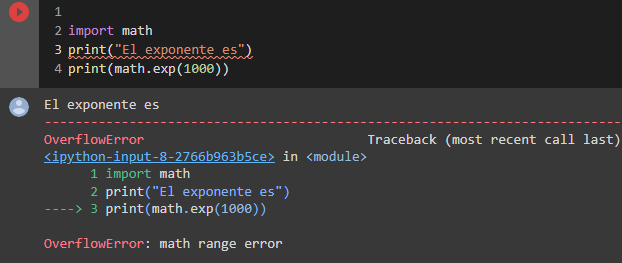 1
2 import math
3 print("El exponente es")
4 print(math.exp(1000))
El exponente es
---------------------------------------------------------------------------
OverflowError Traceback (most recent call last)
<ipython-input-8-2766b963b5ce> in <module>
1 import math
2 print("El exponente es")
----> 3 print(math.exp(1000))
OverflowError: math range error